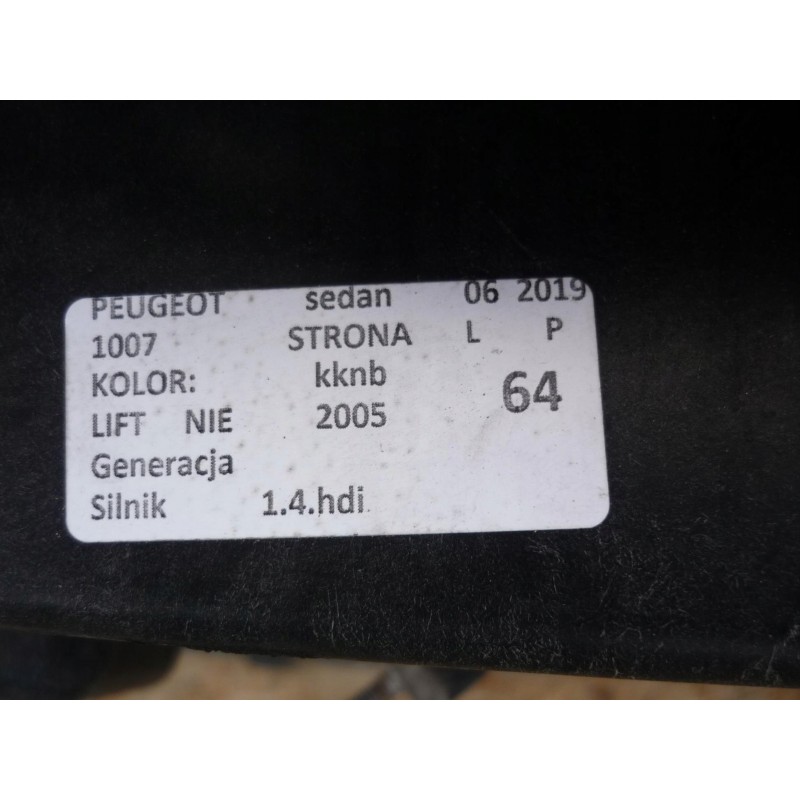 PEUGEOT sedan 06 2019
1007 STRONA L P
KOLOR: kknb 64
LIFT NIE 2005
Generacja
Silnik 1.4.hdi